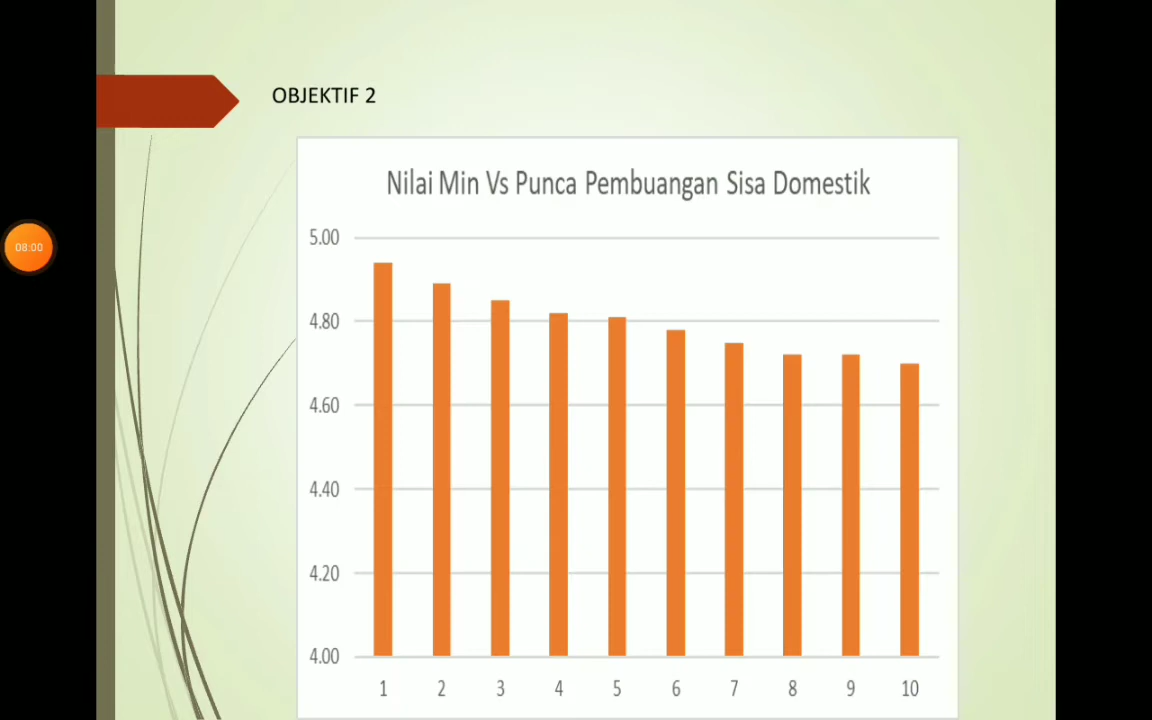 OBJEKTIF 2
Nilai Min Vs Punca Pembuangan Sisa Domestik
5.00
4.80
4.60
4.40
4.20
4.00
1 2 3 4 5 6 7 8 9 10
08:00